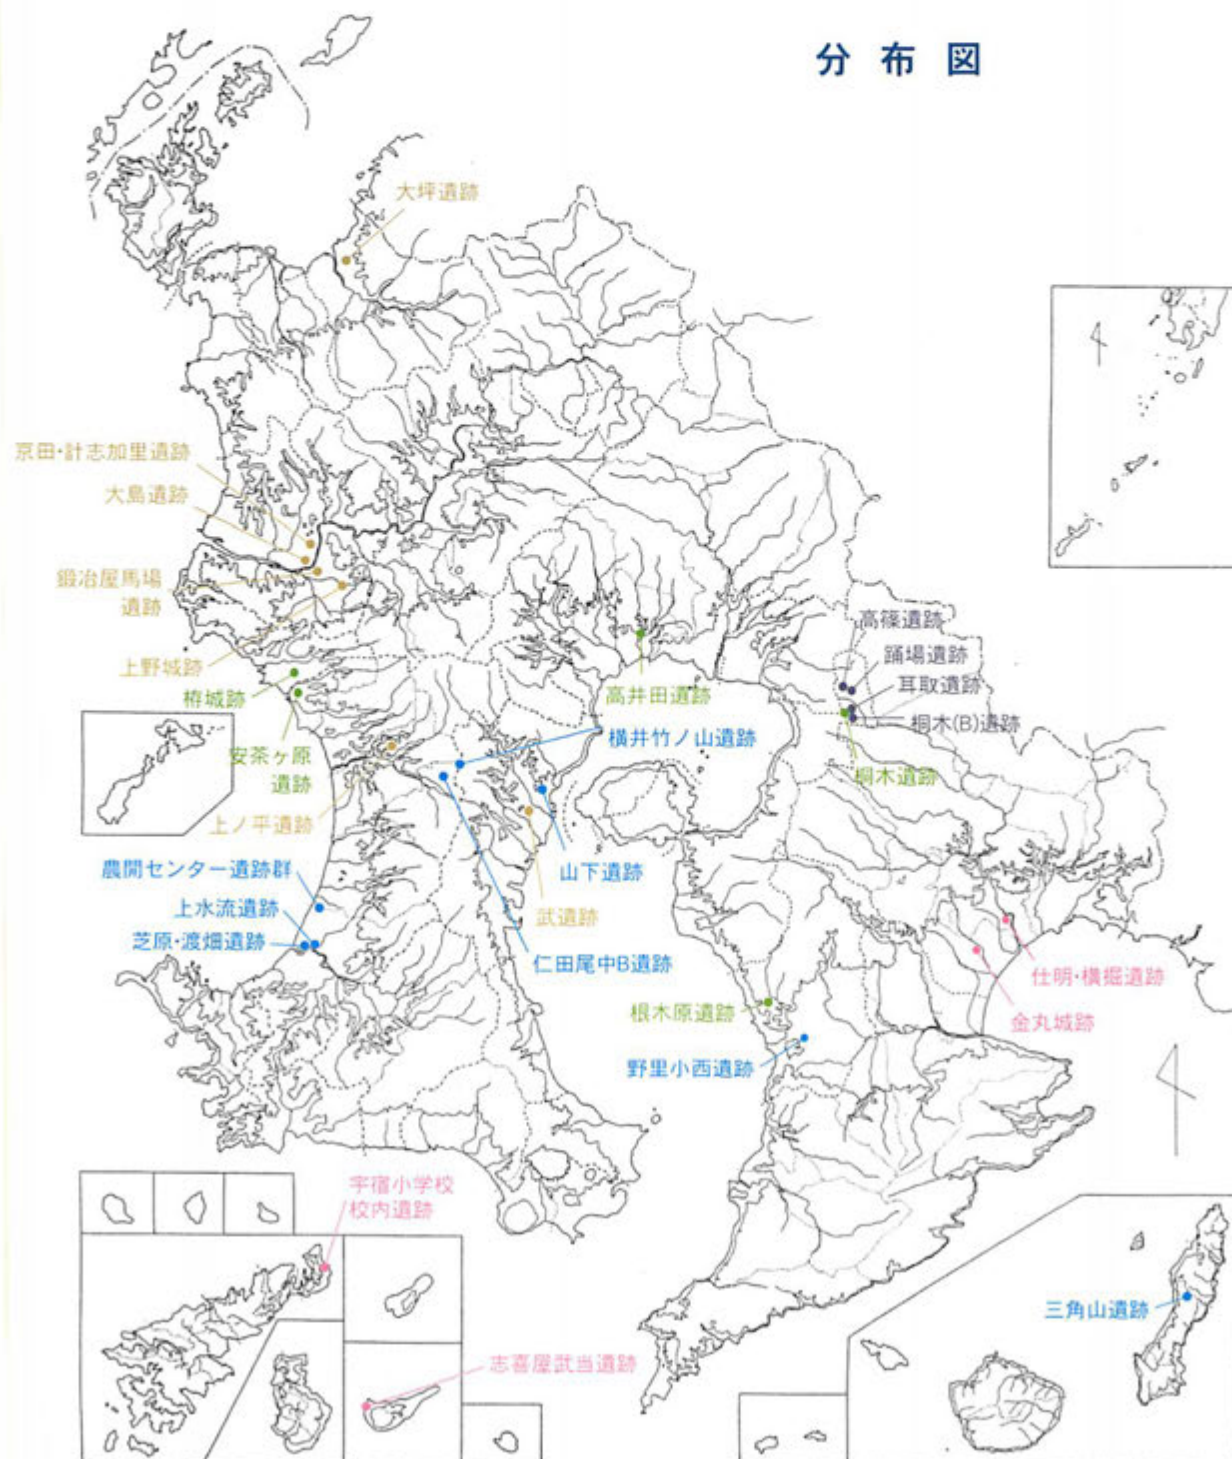 分布図
大坪遺跡
京田・計志加里遺跡
大島遺跡
鍛冶屋馬場
遺跡
上野城跡
栫城跡
安茶ヶ原
遺跡
上ノ平遺跡
高篠遺跡
踊場遺跡
耳取遺跡
桐木(B)遺跡
桐木遺跡
高井田遺跡
横井竹ノ山遺跡
山下遺跡
武遺跡
仁田尾中B遺跡
農開センター遺跡群
上水流遺跡
芝原・渡畑遺跡
仕明・横掘遺跡
金丸城跡
根木原遺跡
野里小西遺跡
宇宿小学校
校内遺跡
志喜屋武当遺跡
三角山遺跡